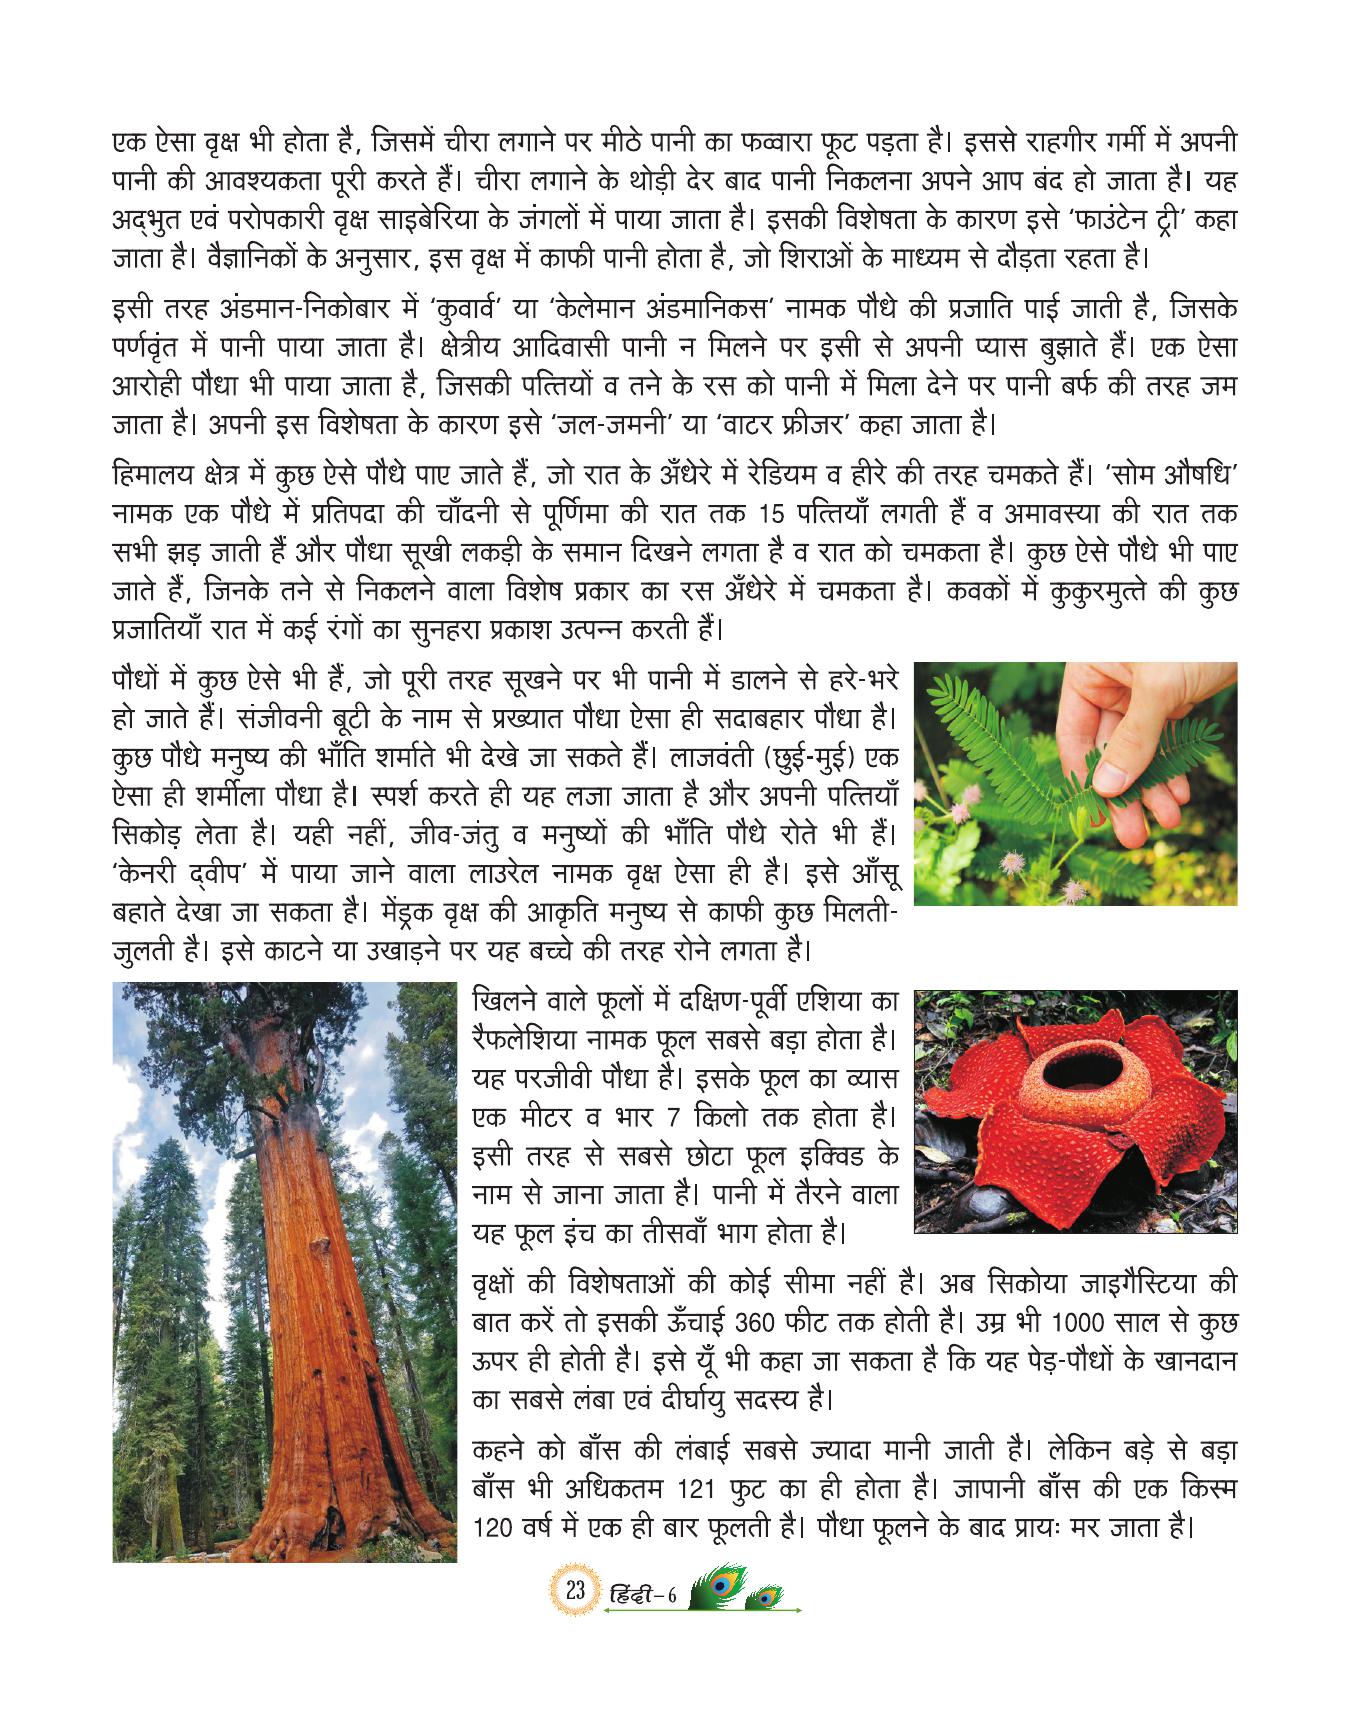 एक ऐसा वृक्ष भी होता है, जिसमें चीरा लगाने पर मीठे पानी का फव्वारा फूट पड़ता है। इससे राहगीर गर्मी में अपनी
पानी की आवश्यकता पूरी करते हैं। चीरा लगाने के थोड़ी देर बाद पानी निकलना अपने आप बंद हो जाता है। यह
अद्‌भुत एवं परोपकारी वृक्ष साइबेरिया के जंगलों में पाया जाता है। इसकी विशेषता के कारण इसे ‘फाउंटेन ट्री’ कहा
जाता है। वैज्ञानिकों के अनुसार, इस वृक्ष में काफी पानी होता है, जो शिराओं के माध्यम से दौड़ता रहता है।
इसी तरह अंडमान-निकोबार में ‘कुवार्व’ या ‘केलेमान अंडमानिकस’ नामक पौधे की प्रजाति पाई जाती है, जिसके
पर्णवृंत में पानी पाया जाता है। क्षेत्रीय आदिवासी पानी न मिलने पर इसी से अपनी प्यास बुझाते हैं। एक ऐसा
आरोही पौधा भी पाया जाता है, जिसकी पत्तियों व तने के रस को पानी में मिला देने पर पानी बर्फ की तरह जम
जाता है। अपनी इस विशेषता के कारण इसे ‘जल-जमनी’ या ‘वाटर फ्रीजर’ कहा जाता है।
हिमालय क्षेत्र में कुछ ऐसे पौधे पाए जाते हैं, जो रात के अँधेरे में रेडियम व हीरे की तरह चमकते हैं। ‘सोम औषधि’
नामक एक पौधे में प्रतिपदा की चाँदनी से पूर्णिमा की रात तक 15 पत्तियाँ लगती हैं व अमावस्या की रात तक
सभी झड़ जाती हैं और पौधा सूखी लकड़ी के समान दिखने लगता है व रात को चमकता है। कुछ ऐसे पौधे भी पाए
जाते हैं, जिनके तने से निकलने वाला विशेष प्रकार का रस अँधेरे में चमकता है। कवकों में कुकुरमुत्ते की कुछ
प्रजातियाँ रात में कई रंगों का सुनहरा प्रकाश उत्पन्न करती हैं।
पौधों में कुछ ऐसे भी हैं, जो पूरी तरह सूखने पर भी पानी में डालने से हरे-भरे
हो जाते हैं। संजीवनी बूटी के नाम से प्रख्यात पौधा ऐसा ही सदाबहार पौधा है।
कुछ पौधे मनुष्य की भाँति शर्माते भी देखे जा सकते हैं। लाजवंती (छुई-मुई) एक
ऐसा ही शर्मीला पौधा है। स्पर्श करते ही यह लजा जाता है और अपनी पत्तियाँ
सिकोड़ लेता है। यही नहीं, जीव-जंतु व मनुष्यों की भाँति पौधे रोते भी हैं।
‘केनरी द्‌वीप’ में पाया जाने वाला लाउरेल नामक वृक्ष ऐसा ही है। इसे आँसू
बहाते देखा जा सकता है। मेंड्रक वृक्ष की आकृति मनुष्य से काफी कुछ मिलती-
जुलती है। इसे काटने या उखाड़ने पर यह बच्चे की तरह रोने लगता है।
खिलने वाले फूलों में दक्षिण-पूर्वी एशिया का
रैफलेशिया नामक फूल सबसे बड़ा होता है।
यह परजीवी पौधा है। इसके फूल का व्यास
एक मीटर व भार 7 किलो तक होता है।
इसी तरह से सबसे छोटा फूल इक्विड के
नाम से जाना जाता है। पानी में तैरने वाला
यह फूल इंच का तीसवाँ भाग होता है।
वृक्षों की विशेषताओं की कोई सीमा नहीं है। अब सिकोया जाइगैस्टिया की
बात करें तो इसकी ऊँचाई 360 फीट तक होती है। उम्र भी 1000 साल से कुछ
ऊपर ही होती है। इसे यूँ भी कहा जा सकता है कि यह पेड़-पौधों के खानदान
का सबसे लंबा एवं दीर्घायु सदस्य है।
कहने को बाँस की लंबाई सबसे ज्यादा मानी जाती है। लेकिन बड़े से बड़ा
बाँस भी अधिकतम 121 फुट का ही होता है। जापानी बाँस की एक किस्म
120 वर्ष में एक ही बार फूलती है। पौधा फूलने के बाद प्रायः मर जाता है।
23 हिंदी–6